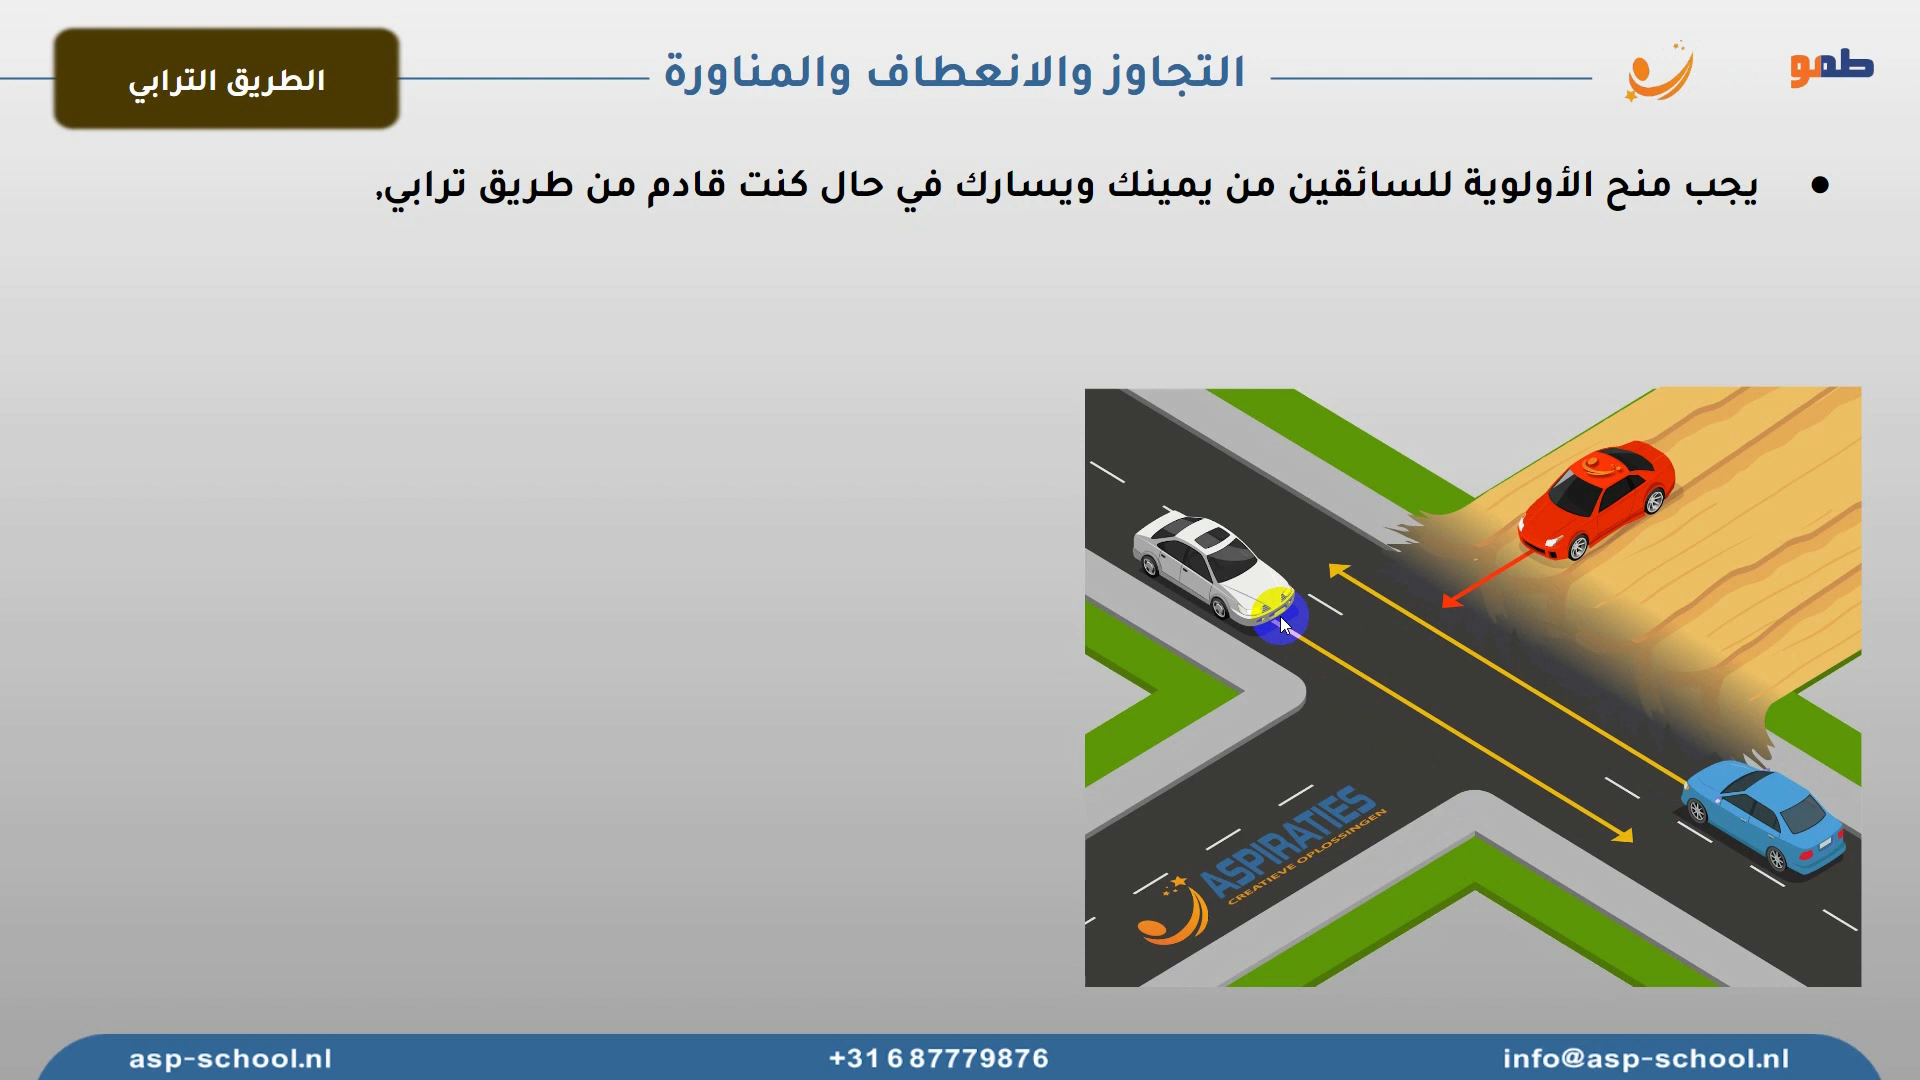 طمو
التجاوز والانعطاف والمناورة
الطريق الترابي
● يجب منح الأولوية للسائقين من يمينك ويسارك في حال كنت قادم من طريق ترابي,
ASPIRATIES
CREATIEVE OPLOSSINGEN
asp-school.nl
+31 6 87779876
info@asp-school.nl